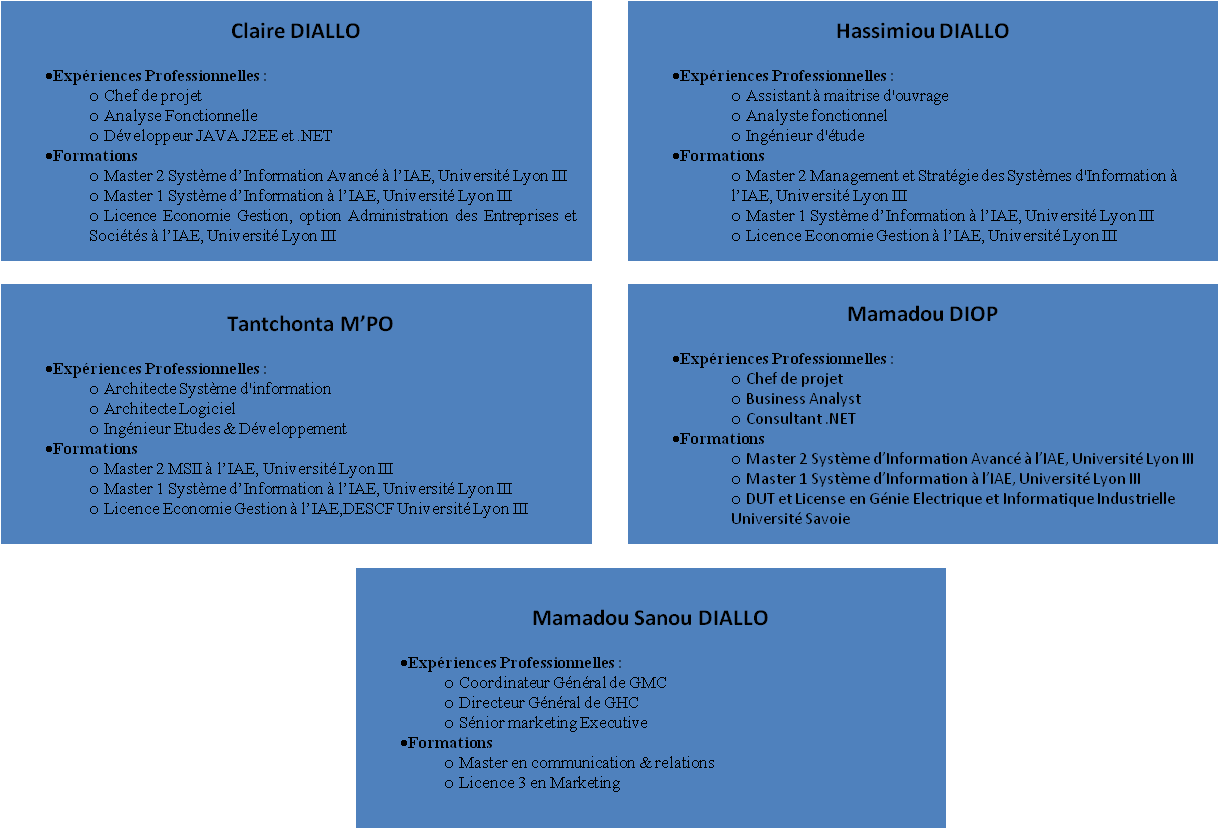 Claire DIALLO
•Expériences Professionnelles :
o Chef de projet
o Analyse Fonctionnelle
o Développeur JAVA J2EE et .NET
•Formations
o Master 2 Système d’Information Avancé à l’IAE, Université Lyon III
o Master 1 Système d’Information à l’IAE, Université Lyon III
o Licence Economie Gestion, option Administration des Entreprises et
Sociétés à l’IAE, Université Lyon III
Hassimiou DIALLO
•Expériences Professionnelles :
o Assistant à maitrise d'ouvrage
o Analyste fonctionnel
o Ingénieur d'étude
•Formations
o Master 2 Management et Stratégie des Systèmes d'Information à
l’IAE, Université Lyon III
o Master 1 Système d’Information à l’IAE, Université Lyon III
o Licence Economie Gestion à l’IAE, Université Lyon III
Tantchonta M’PO
•Expériences Professionnelles :
o Architecte Système d'information
o Architecte Logiciel
o Ingénieur Etudes & Développement
•Formations
o Master 2 MSII à l’IAE, Université Lyon III
o Master 1 Système d’Information à l’IAE, Université Lyon III
o Licence Economie Gestion à l’IAE,DESCF Université Lyon III
Mamadou DIOP
•Expériences Professionnelles :
o Chef de projet
o Business Analyst
o Consultant .NET
•Formations
o Master 2 Système d’Information Avancé à l’IAE, Université Lyon III
o Master 1 Système d’Information à l’IAE, Université Lyon III
o DUT et License en Génie Electrique et Informatique Industrielle
Université Savoie
Mamadou Sanou DIALLO
•Expériences Professionnelles :
o Coordinateur Général de GMC
o Directeur Général de GHC
o Sénior marketing Executive
•Formations
o Master en communication & relations
o Licence 3 en Marketing